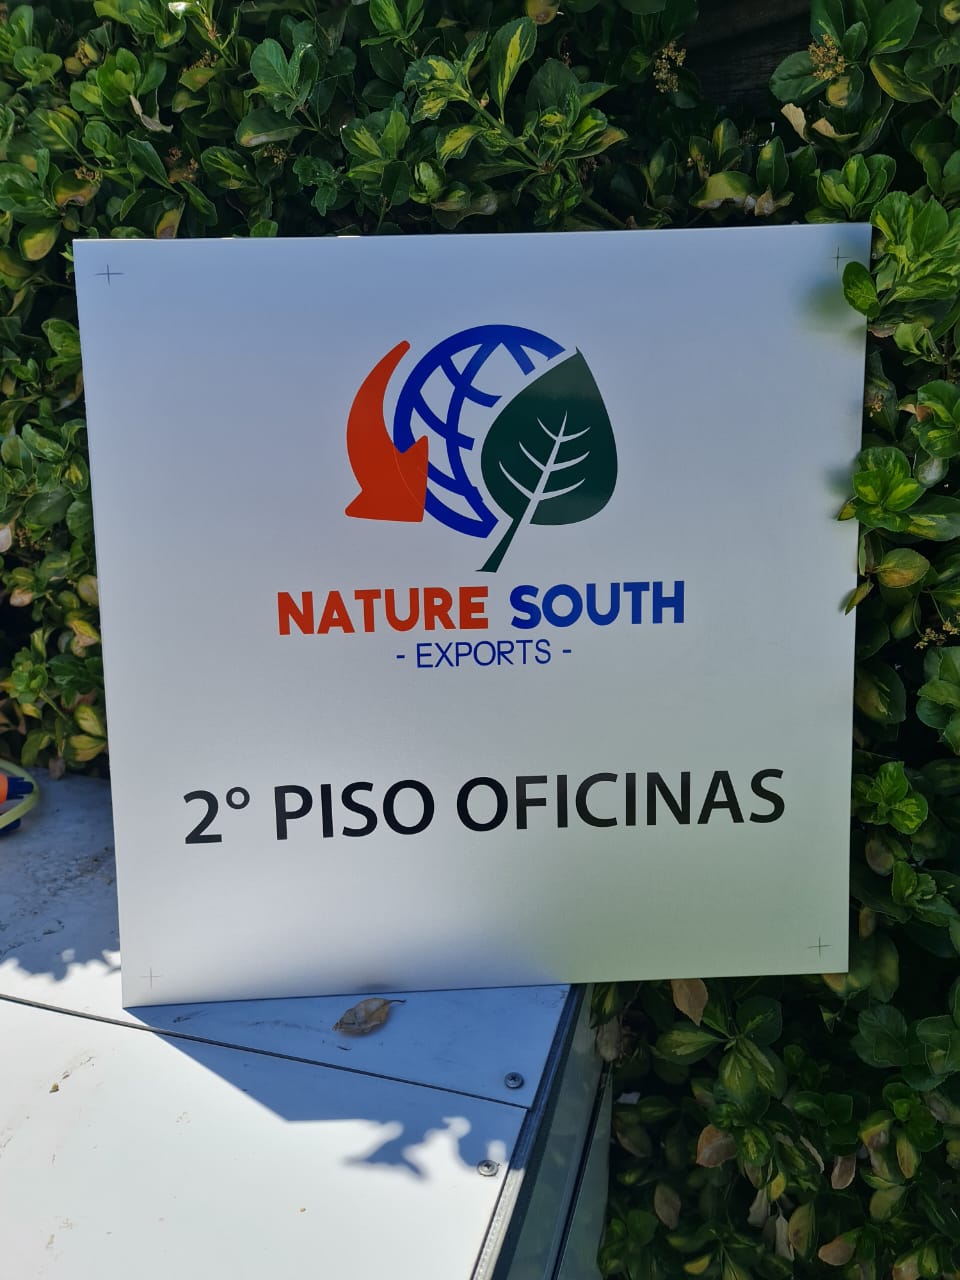 NATURE SOUTH
- EXPORTS -
2° PISO OFICINAS